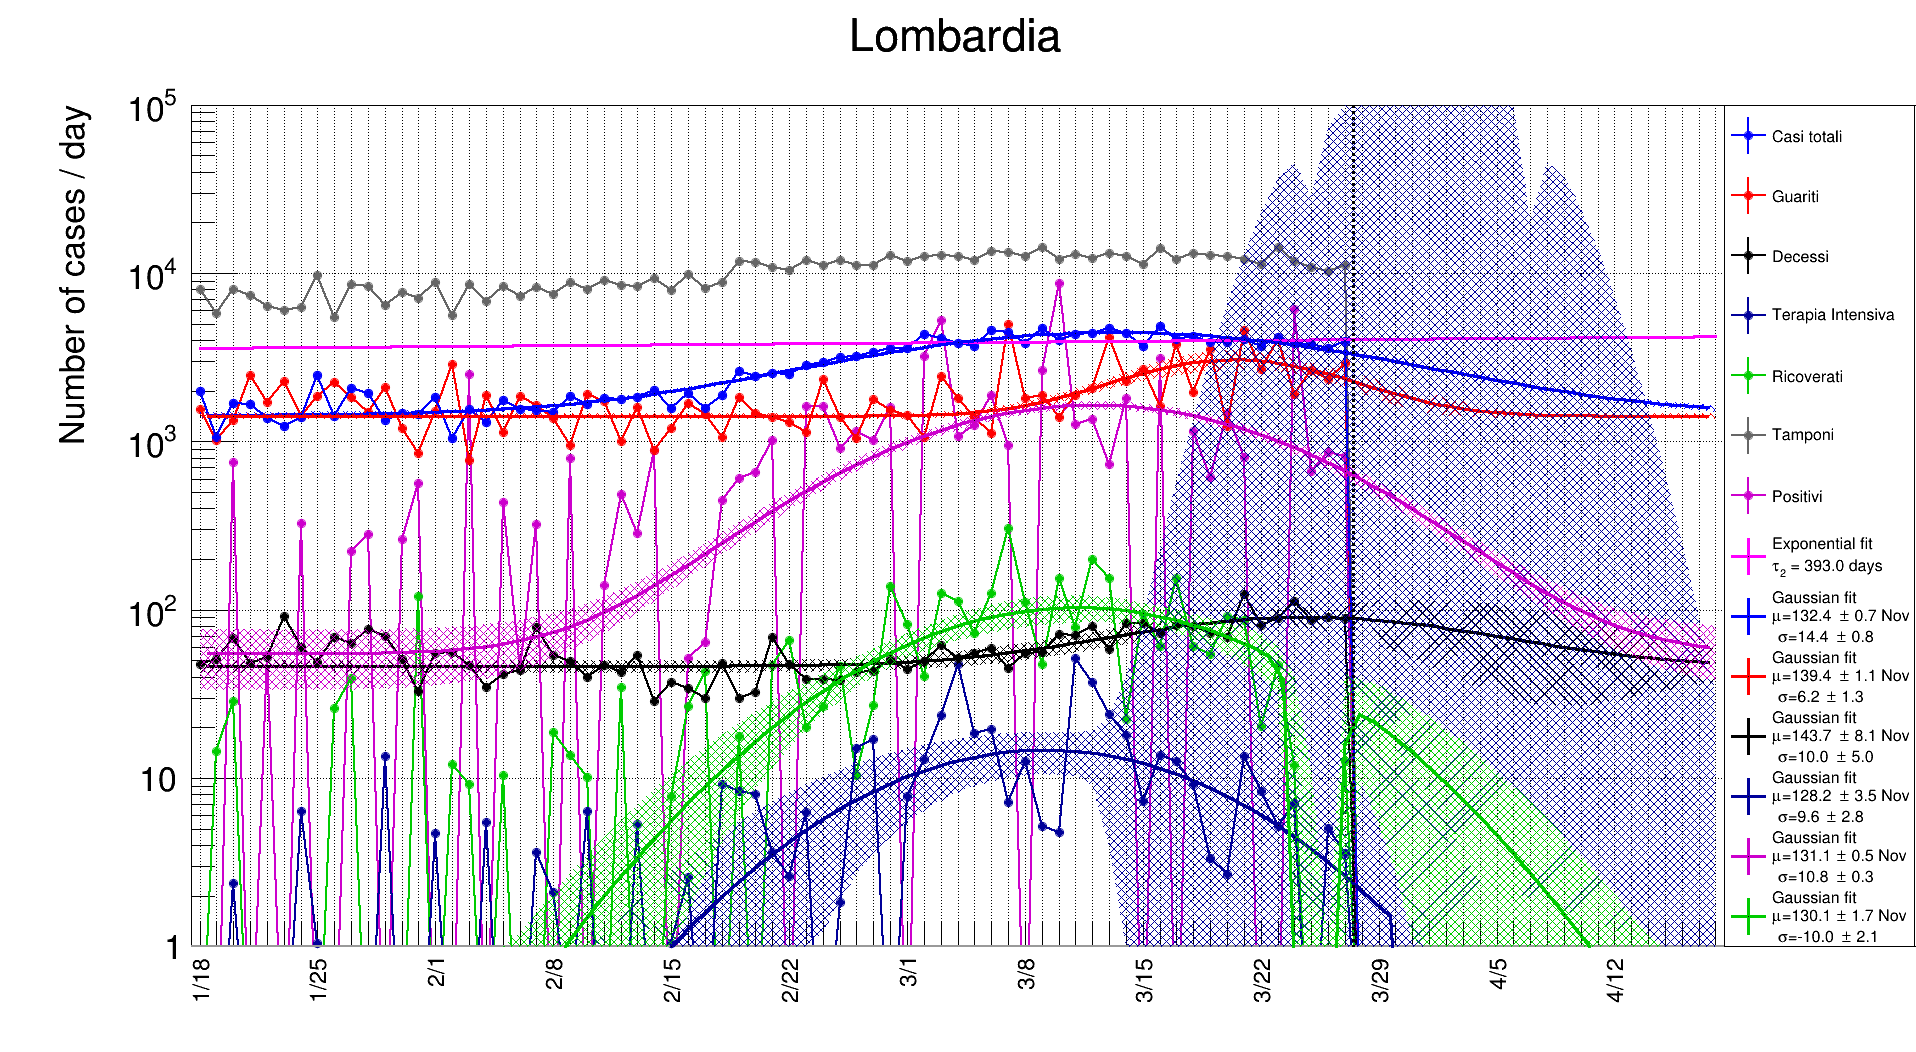 Lombardia
Number of cases / day
10^5
10^4
10^3
10^2
10
1
1/18
1/25
2/1
2/8
2/15
2/22
3/1
3/8
3/15
3/22
3/29
4/5
4/12
Casi totali
Guariti
Decessi
Terapia Intensiva
Ricoverati
Tamponi
Positivi
Exponential fit
τ₂ = 393.0 days
Gaussian fit
μ=132.4 ± 0.7 Nov
σ=14.4 ± 0.8
Gaussian fit
μ=139.4 ± 1.1 Nov
σ=6.2 ± 1.3
Gaussian fit
μ=143.7 ± 8.1 Nov
σ=10.0 ± 5.0
Gaussian fit
μ=128.2 ± 3.5 Nov
σ=9.6 ± 2.8
Gaussian fit
μ=131.1 ± 0.5 Nov
σ=10.8 ± 0.3
Gaussian fit
μ=130.1 ± 1.7 Nov
σ=-10.0 ± 2.1